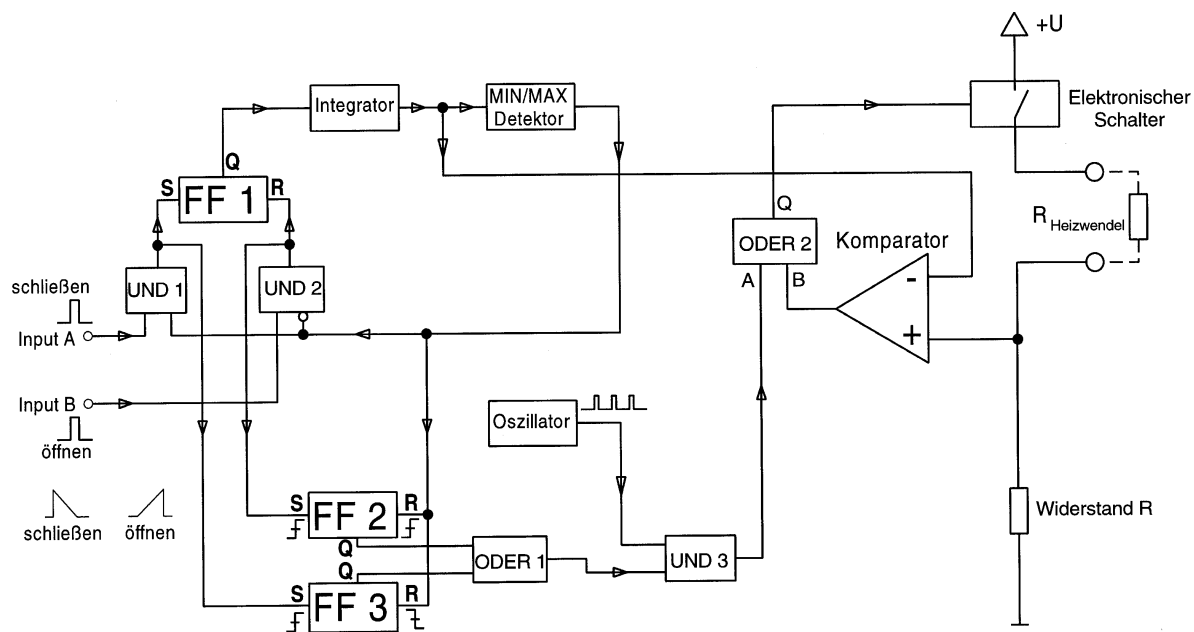 +U
Elektronischer
Schalter
Integrator
MIN/MAX
Detektor
Q
S
FF 1
R
R Heizwendel
Q
ODER 2
Komparator
A
B
-
+
UND 1
UND 2
schließen
Input A
Input B
öffnen
Oszillator
schließen
öffnen
S
FF 2
R
Q
ODER 1
UND 3
Widerstand R
Q
S
FF 3
R